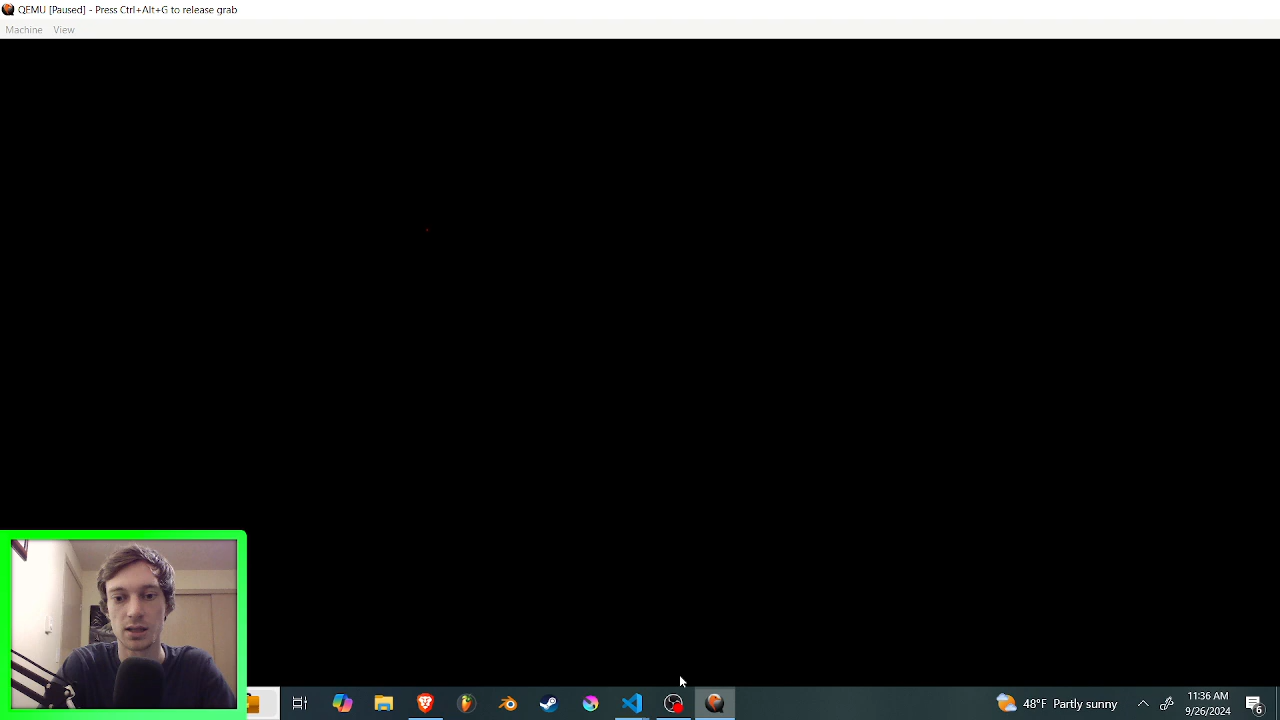 QEMU [Paused] - Press Ctrl+Alt+G to release grab
Machine View
48°F Partly sunny
11:36 AM
9/26/2024
6